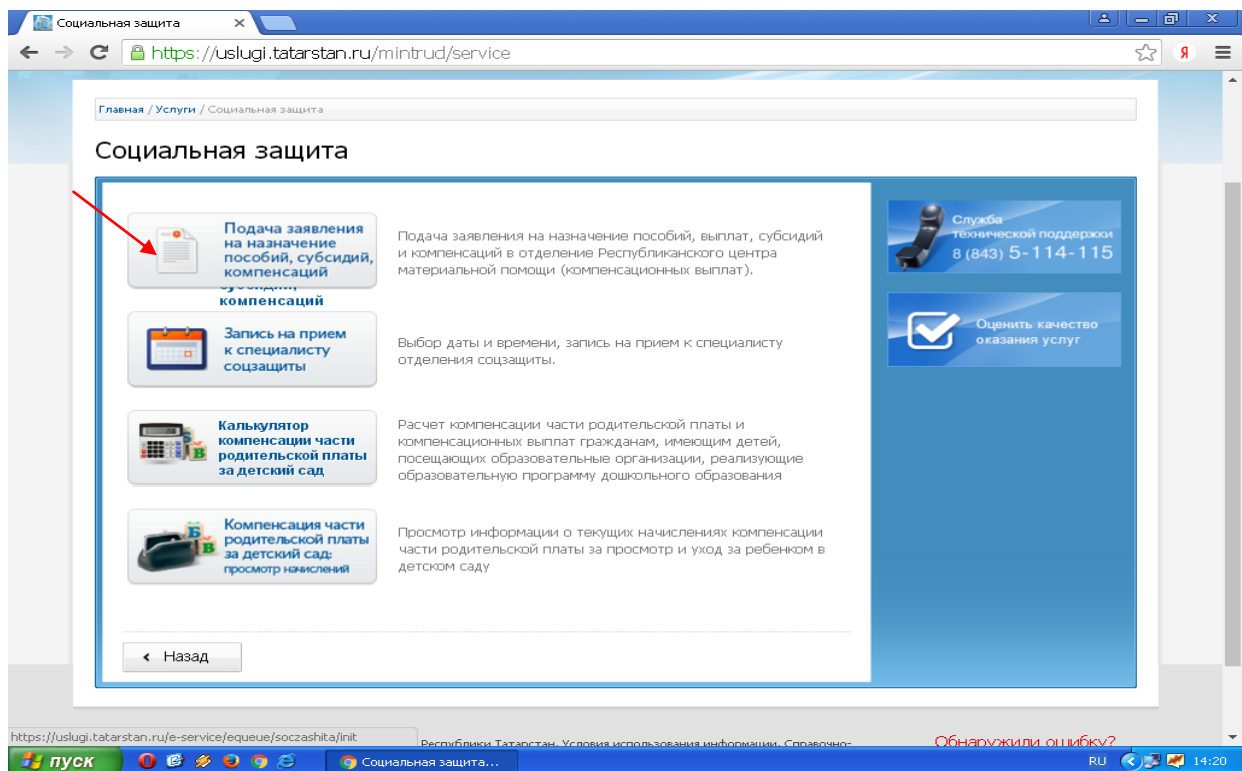 Социальная защита
https://uslugi.tatarstan.ru/mintrud/service
Я
Главная / Услуги / Социальная защита
Социальная защита
Подача заявления
на назначение
пособий, субсидий,
компенсаций
компенсаций
Подача заявления на назначение пособий, выплат, субсидий
и компенсаций в отделение Республиканского центра
материальной помощи (компенсационных выплат).
Запись на прием
к специалисту
соцзащиты
Выбор даты и времени, запись на прием к специалисту
отделения соцзащиты.
Калькулятор
компенсации части
родительской платы
за детский сад
Расчет компенсации части родительской платы и
компенсационных выплат гражданам, имеющим детей,
посещающих образовательные организации, реализующие
образовательную программу дошкольного образования
Компенсация части
родительской платы
за детский сад:
просмотр начислений
Просмотр информации о текущих начислениях компенсации
части родительской платы за просмотр и уход за ребенком в
детском саду
Служба
технической поддержки
8 (843) 5-114-115
Оценить качество
оказания услуг
Назад
https://uslugi.tatarstan.ru/e-service/equeue/soczashita/init
Республики Татарстан. Условия использования информации. Справочно-
Обнаружили ошибку?
пуск
Социальная защита...
RU
14:20